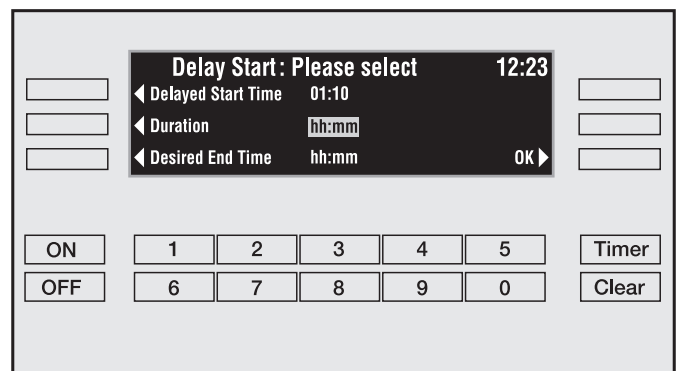 Delay Start: Please select 12:23
Delayed Start Time 01:10
Duration hh:mm
Desired End Time hh:mm OK
ON 1 2 3 4 5 Timer
OFF 6 7 8 9 0 Clear